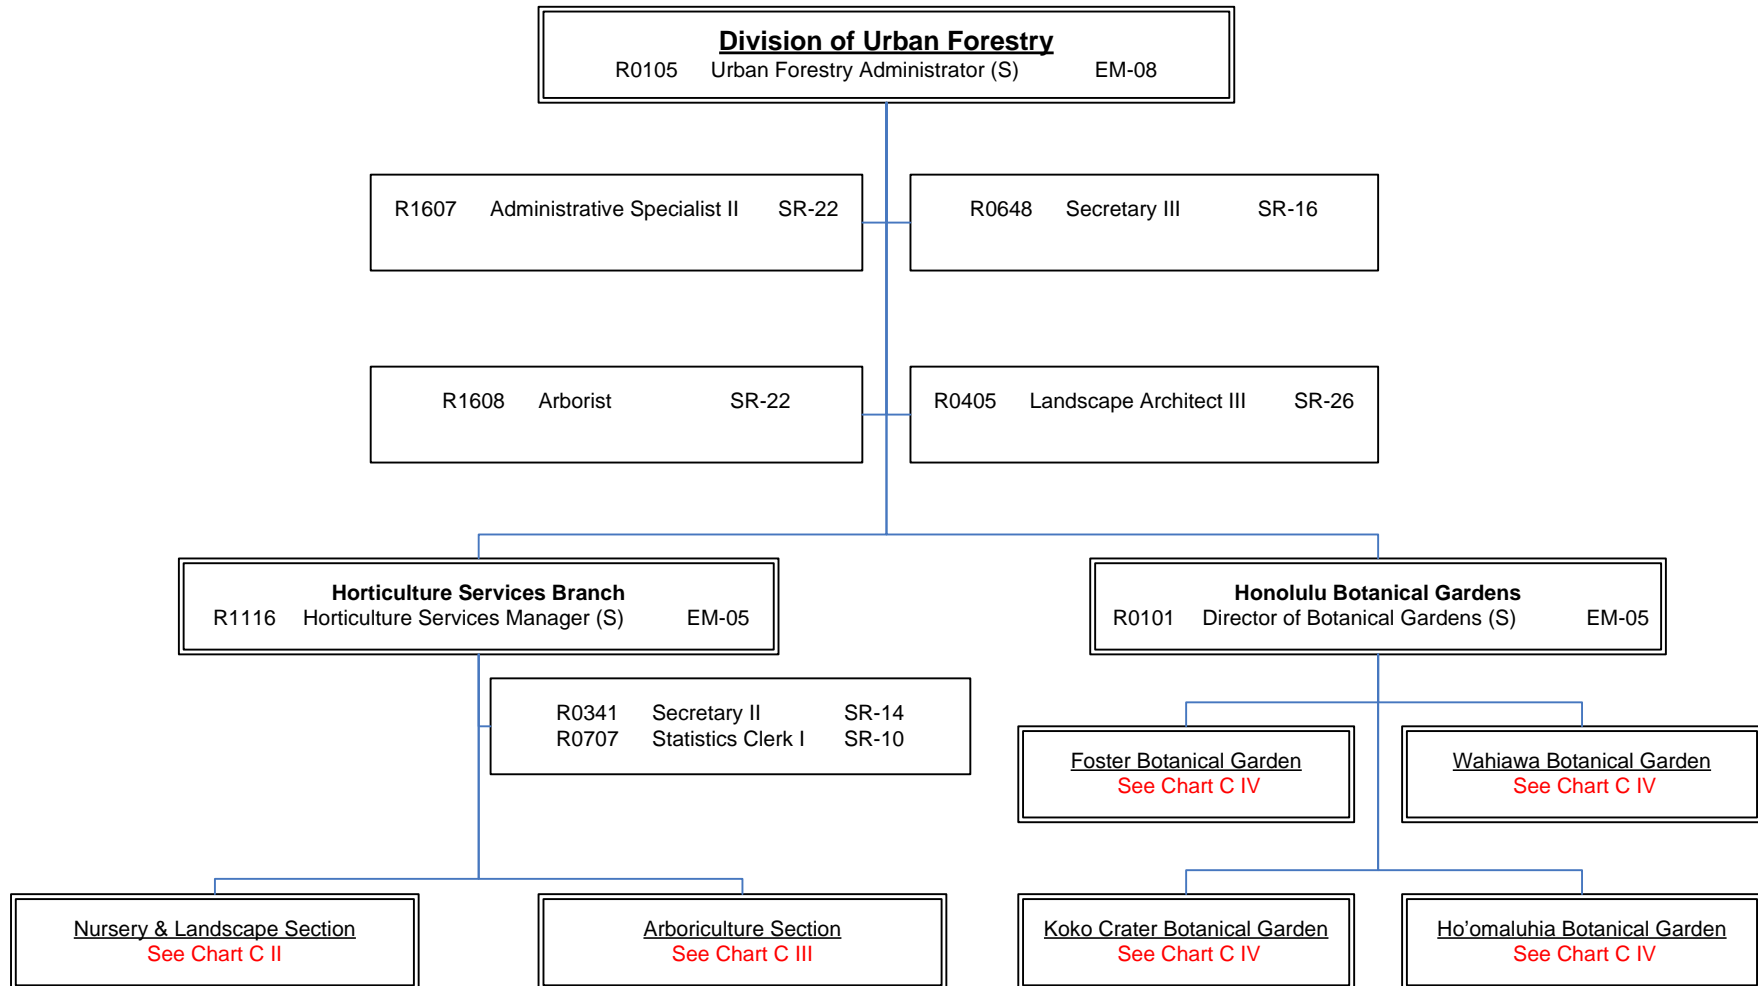 Division of Urban Forestry
R0105 Urban Forestry Administrator (S) EM-08
R1607 Administrative Specialist II SR-22
R0648 Secretary III SR-16
R1608 Arborist SR-22
R0405 Landscape Architect III SR-26
Horticulture Services Branch
R1116 Horticulture Services Manager (S) EM-05
Honolulu Botanical Gardens
R0101 Director of Botanical Gardens (S) EM-05
R0341 Secretary II SR-14
R0707 Statistics Clerk I SR-10
Foster Botanical Garden
See Chart C IV
Wahiawa Botanical Garden
See Chart C IV
Nursery & Landscape Section
See Chart C II
Arboriculture Section
See Chart C III
Koko Crater Botanical Garden
See Chart C IV
Ho’omaluhia Botanical Garden
See Chart C IV